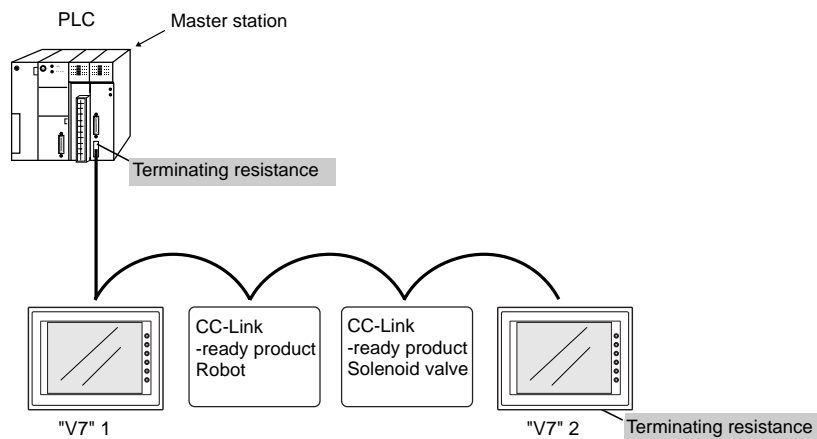 PLC
Master station
Terminating resistance
CC-Link
-ready product
Robot
CC-Link
-ready product
Solenoid valve
"V7" 1
"V7" 2
Terminating resistance